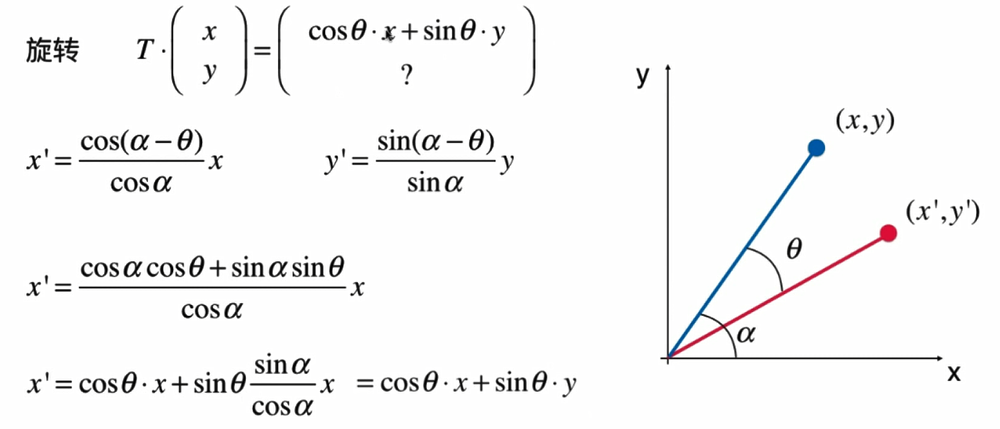 旋转 T · ( x y ) = ( cosθ · x + sinθ · y ? )
x' = cos(α − θ) / cosα x y' = sin(α − θ) / sinα y
x' = cosα cosθ + sinα sinθ / cosα x
x' = cosθ · x + sinθ sinα / cosα x = cosθ · x + sinθ · y
y
(x,y)
(x',y')
θ
α
x